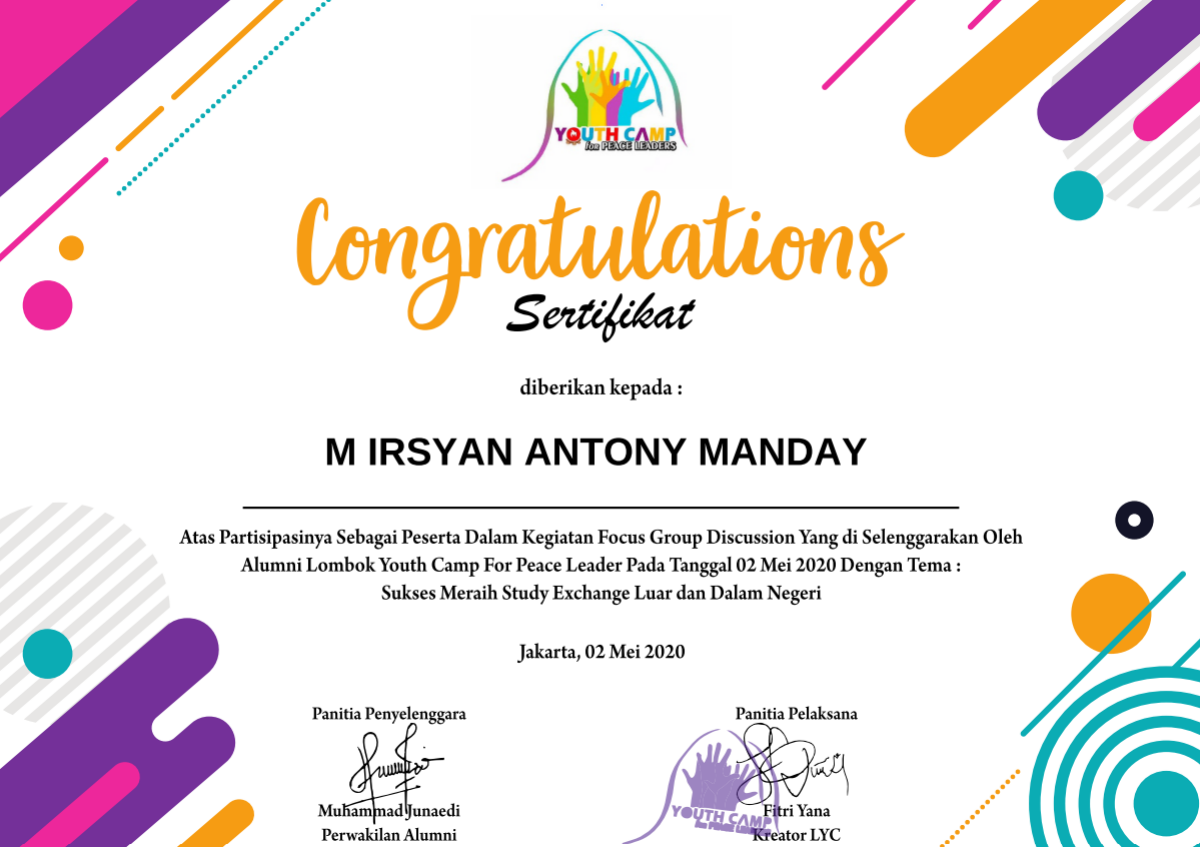 YOUTH CAMP
for PEACE LEADERS
Congratulations
Sertifikat
diberikan kepada :
M IRSYAN ANTONY MANDAY
Atas Partisipasinya Sebagai Peserta Dalam Kegiatan Focus Group Discussion Yang di Selenggarakan Oleh
Alumni Lombok Youth Camp For Peace Leader Pada Tanggal 02 Mei 2020 Dengan Tema :
Sukses Meraih Study Exchange Luar dan Dalam Negeri
Jakarta, 02 Mei 2020
Panitia Penyelenggara
Muhammad Junaedi
Perwakilan Alumni
Panitia Pelaksana
YOUTH CAMP
for PEACE LEADERS
Fitri Yana
Kreator LYC